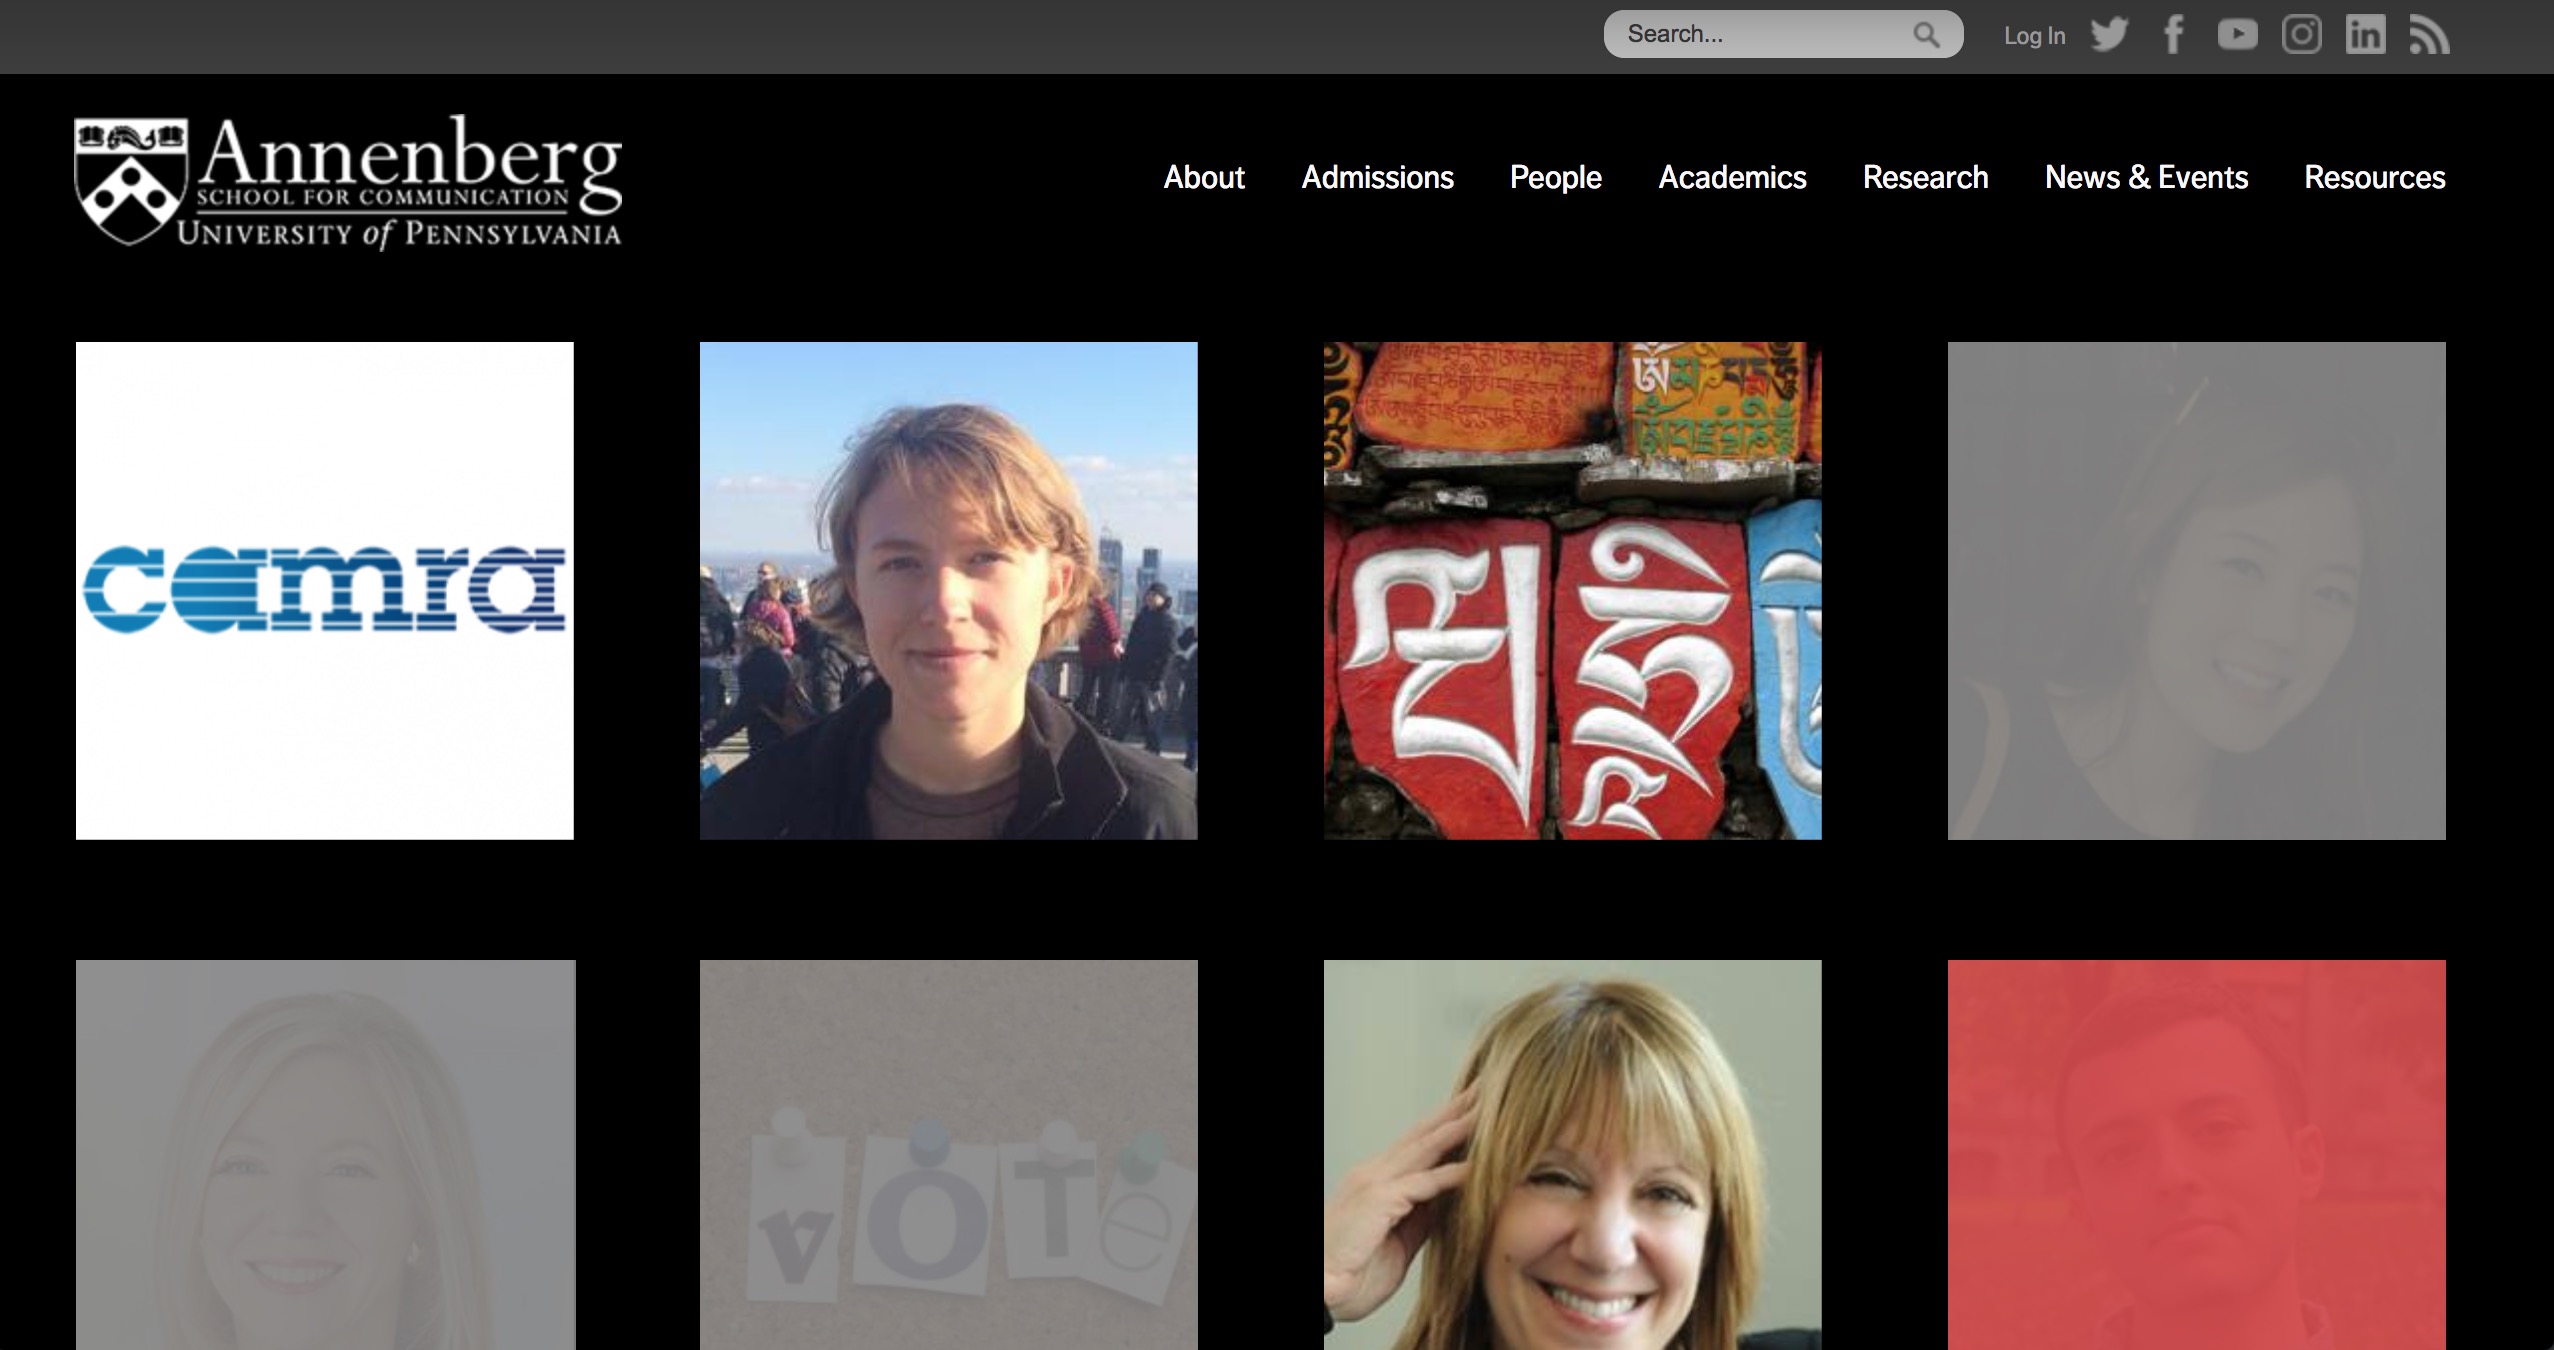 Search...
Log In
Annenberg
SCHOOL FOR COMMUNICATION
UNIVERSITY of PENNSYLVANIA
About
Admissions
People
Academics
Research
News & Events
Resources
camra
vOTe